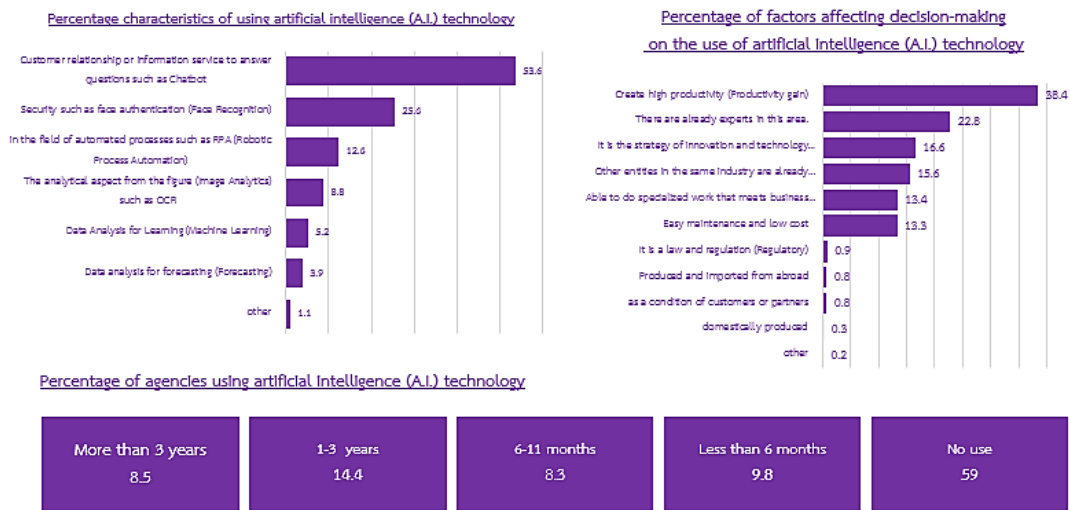 Percentage characteristics of using artificial intelligence (A.I.) technology
Customer relationship or information service to answer
questions such as Chatbot
53.6
Security such as face authentication (Face Recognition)
25.6
In the field of automated processes such as RPA (Robotic
Process Automation)
12.6
The analytical aspect from the figure (Image Analytics)
such as OCR
8.8
Data Analysis for Learning (Machine Learning)
5.2
Data analysis for forecasting (Forecasting)
3.9
other
1.1
Percentage of factors affecting decision-making
on the use of artificial intelligence (A.I.) technology
Create high productivity (Productivity gain)
38.4
There are already experts in this area.
22.8
It is the strategy of innovation and technology...
16.6
Other entities in the same industry are already...
15.6
Able to do specialized work that meets business...
13.4
Easy maintenance and low cost
13.3
It is a law and regulation (Regulatory)
0.9
Produced and imported from abroad
0.8
as a condition of customers or partners
0.8
domestically produced
0.3
other
0.2
Percentage of agencies using artificial intelligence (A.I.) technology
More than 3 years
8.5
1-3 years
14.4
6-11 months
8.3
Less than 6 months
9.8
No use
59